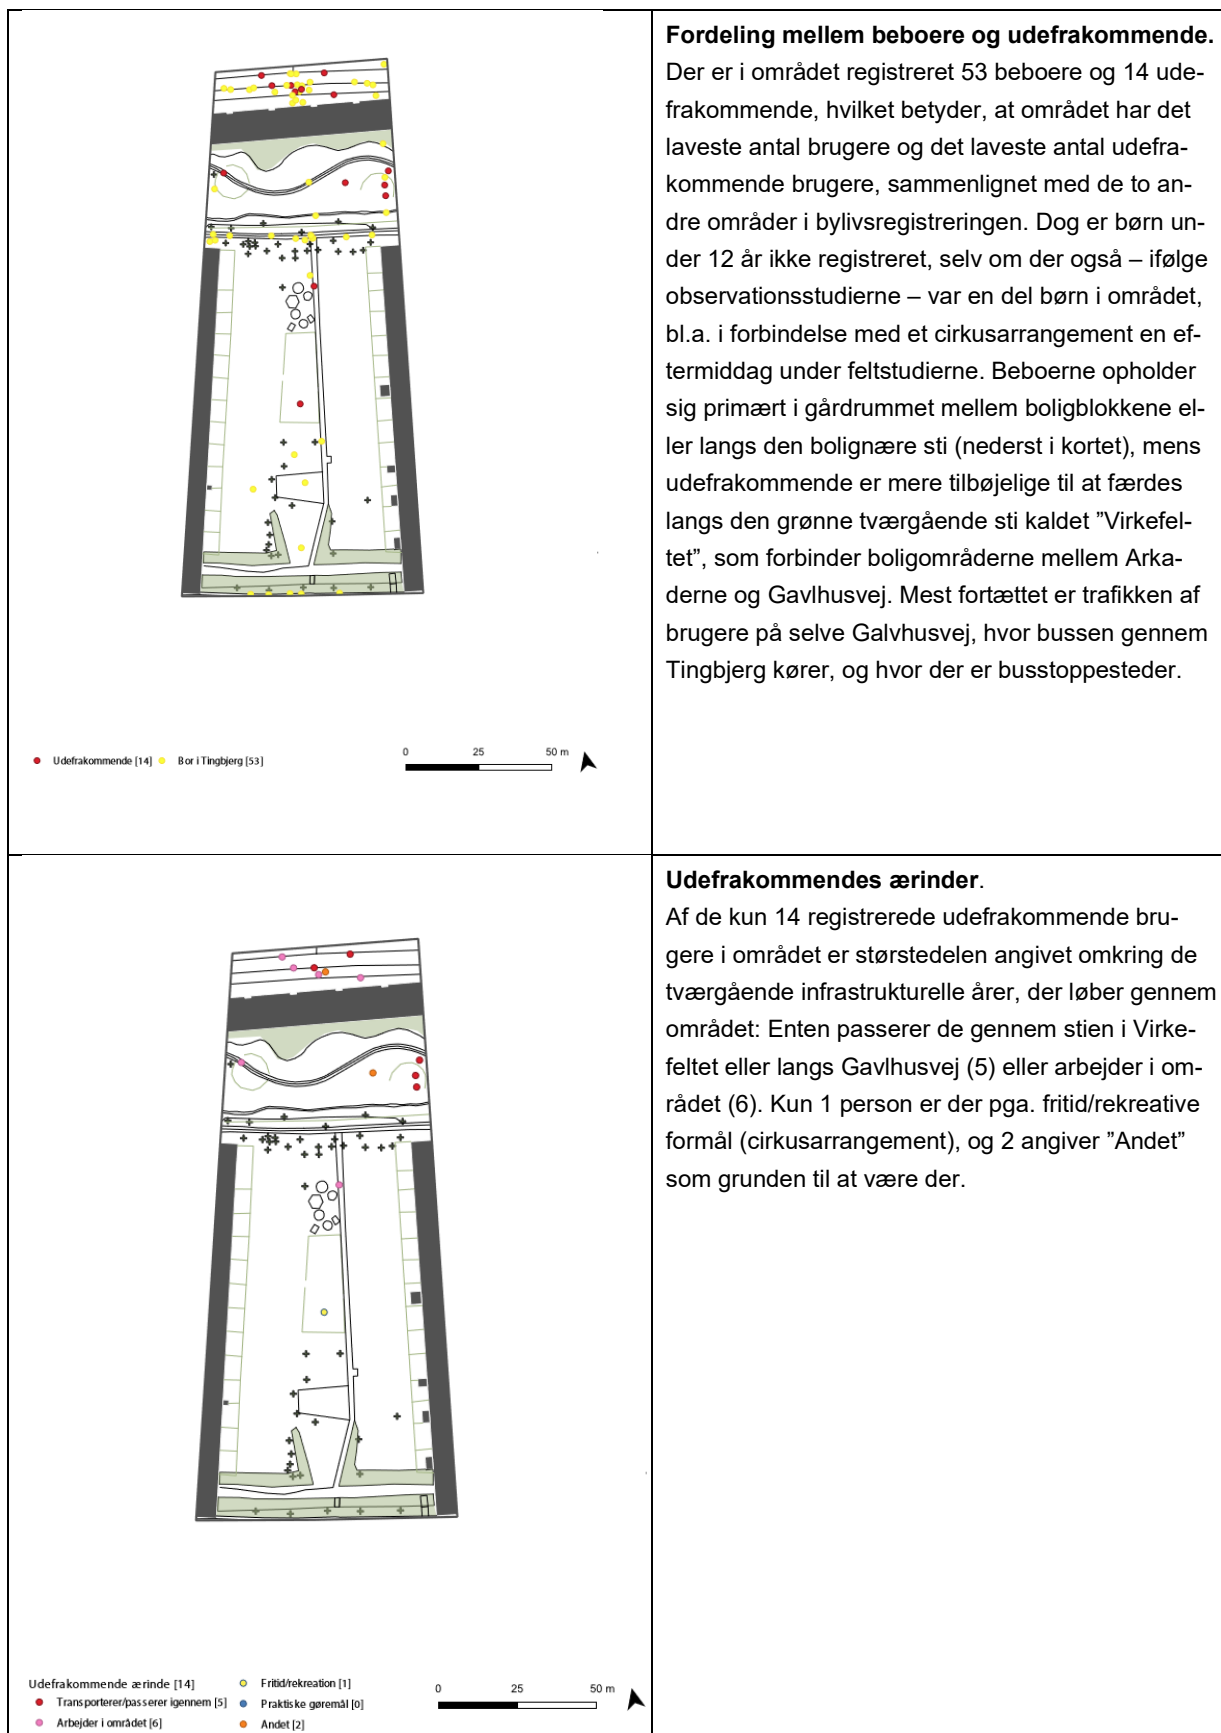 Fordeling mellem beboere og udefrakommende.
Der er i området registreret 53 beboere og 14 ude-
frakommende, hvilket betyder, at området har det
laveste antal brugere og det laveste antal udefra-
kommende brugere, sammenlignet med de to an-
dre områder i bylivsregistreringen. Dog er børn un-
der 12 år ikke registreret, selv om der også – ifølge
observationsstudierne – var en del børn i området,
bl.a. i forbindelse med et cirkusarrangement en ef-
termiddag under feltstudierne. Beboerne opholder
sig primært i gårdrummet mellem boligblokkene el-
ler langs den bolignære sti (nederst i kortet), mens
udefrakommende er mere tilbøjelige til at færdes
langs den grønne tværgående sti kaldet ”Virkefel-
tet”, som forbinder boligområderne mellem Arka-
derne og Gavlhusvej. Mest fortættet er trafikken af
brugere på selve Galvhusvej, hvor bussen gennem
Tingbjerg kører, og hvor der er busstoppesteder.
Udefrakommende [14] Bor i Tingbjerg [53]
0 25 50 m
Udefrakommendes ærinder.
Af de kun 14 registrerede udefrakommende bru-
gere i området er størstedelen angivet omkring de
tværgående infrastrukturelle årer, der løber gennem
området: Enten passerer de gennem stien i Virke-
feltet eller langs Gavlhusvej (5) eller arbejder i om-
rådet (6). Kun 1 person er der pga. fritid/rekreative
formål (cirkusarrangement), og 2 angiver ”Andet”
som grunden til at være der.
Udefrakommende ærinde [14]
Transporterer/passerer igennem [5]
Arbejder i området [6]
Fritid/rekreation [1]
Praktiske gøremål [0]
Andet [2]
0 25 50 m